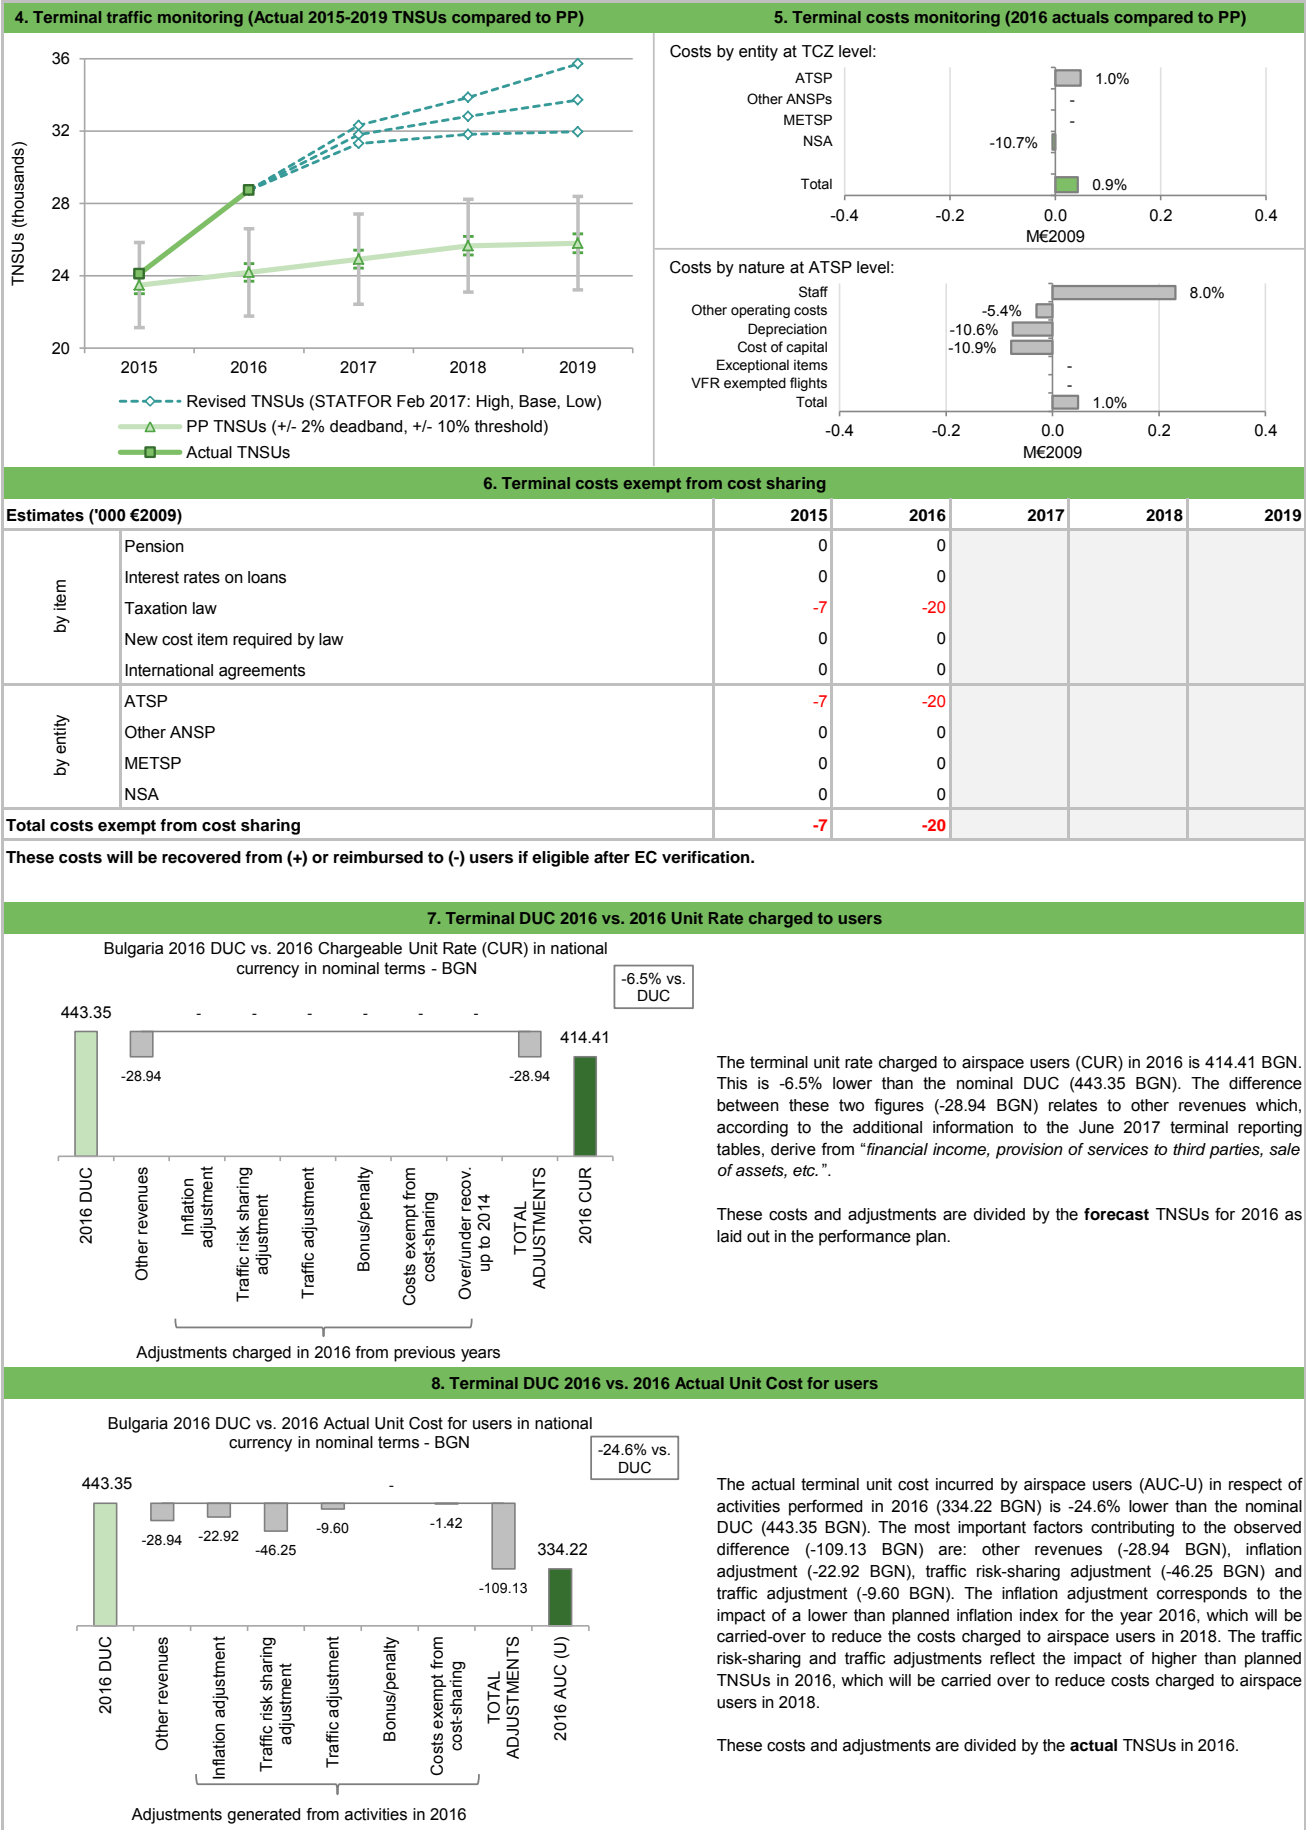 4. Terminal traffic monitoring (Actual 2015-2019 TNSUs compared to PP)
TNSUs (thousands)
36
32
28
24
20
2015 2016 2017 2018 2019
Revised TNSUs (STATFOR Feb 2017: High, Base, Low)
PP TNSUs (+/- 2% deadband, +/- 10% threshold)
Actual TNSUs
5. Terminal costs monitoring (2016 actuals compared to PP)
Costs by entity at TCZ level:
ATSP 1.0%
Other ANSPs -
METSP -
NSA -10.7%
Total 0.9%
-0.4 -0.2 0.0 0.2 0.4
M€2009
Costs by nature at ATSP level:
Staff 8.0%
Other operating costs -5.4%
Depreciation -10.6%
Cost of capital -10.9%
Exceptional items -
VFR exempted flights -
Total 1.0%
-0.4 -0.2 0.0 0.2 0.4
M€2009
6. Terminal costs exempt from cost sharing
Estimates ('000 €2009) 2015 2016 2017 2018 2019
by item
Pension 0 0
Interest rates on loans 0 0
Taxation law -7 -20
New cost item required by law 0 0
International agreements 0 0
by entity
ATSP -7 -20
Other ANSP 0 0
METSP 0 0
NSA 0 0
Total costs exempt from cost sharing -7 -20
These costs will be recovered from (+) or reimbursed to (-) users if eligible after EC verification.
7. Terminal DUC 2016 vs. 2016 Unit Rate charged to users
Bulgaria 2016 DUC vs. 2016 Chargeable Unit Rate (CUR) in national
currency in nominal terms - BGN
-6.5% vs.
DUC
443.35 - - - - - - 414.41
-28.94 -28.94
2016 DUC
Other revenues
Inflation
adjustment
Traffic risk sharing
adjustment
Traffic adjustment
Bonus/penalty
Costs exempt from
cost-sharing
Over/under recov.
up to 2014
TOTAL
ADJUSTMENTS
2016 CUR
Adjustments charged in 2016 from previous years
The terminal unit rate charged to airspace users (CUR) in 2016 is 414.41 BGN.
This is -6.5% lower than the nominal DUC (443.35 BGN). The difference
between these two figures (-28.94 BGN) relates to other revenues which,
according to the additional information to the June 2017 terminal reporting
tables, derive from “financial income, provision of services to third parties, sale
of assets, etc.”.
These costs and adjustments are divided by the forecast TNSUs for 2016 as
laid out in the performance plan.
8. Terminal DUC 2016 vs. 2016 Actual Unit Cost for users
Bulgaria 2016 DUC vs. 2016 Actual Unit Cost for users in national
currency in nominal terms - BGN
-24.6% vs.
DUC
443.35 -28.94 -22.92 -46.25 -9.60 - -1.42 -109.13 334.22
2016 DUC
Other revenues
Inflation adjustment
Traffic risk sharing
adjustment
Traffic adjustment
Bonus/penalty
Costs exempt from
cost-sharing
TOTAL
ADJUSTMENTS
2016 AUC (U)
Adjustments generated from activities in 2016
The actual terminal unit cost incurred by airspace users (AUC-U) in respect of
activities performed in 2016 (334.22 BGN) is -24.6% lower than the nominal
DUC (443.35 BGN). The most important factors contributing to the observed
difference (-109.13 BGN) are: other revenues (-28.94 BGN), inflation
adjustment (-22.92 BGN), traffic risk-sharing adjustment (-46.25 BGN) and
traffic adjustment (-9.60 BGN). The inflation adjustment corresponds to the
impact of a lower than planned inflation index for the year 2016, which will be
carried-over to reduce the costs charged to airspace users in 2018. The traffic
risk-sharing and traffic adjustments reflect the impact of higher than planned
TNSUs in 2016, which will be carried over to reduce costs charged to airspace
users in 2018.
These costs and adjustments are divided by the actual TNSUs in 2016.